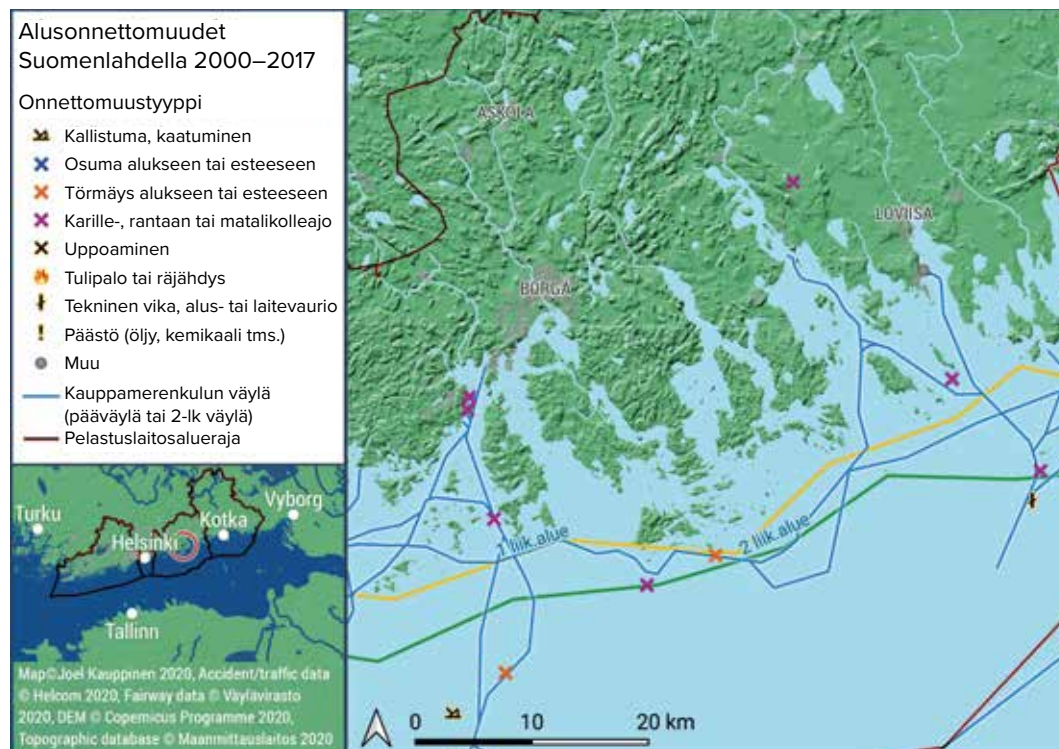 Alusonnettomuudet
Suomenlahdella 2000–2017
Onnettomuustyyppi
Kallistuma, kaatuminen
Osuma alukseen tai esteeseen
Törmäys alukseen tai esteeseen
Karille-, rantaan tai matalikolleajo
Uppoaminen
Tulipalo tai räjähdys
Tekninen vika, alus- tai laitevaurio
Päästö (öljy, kemikaali tms.)
Muu
Kauppamerenkulun väylä
(pääväylä tai 2-lk väylä)
Pelastuslaitosalueraja
Turku
Helsinki
Kotka
Vyborg
Tallinn
Map©Joel Kauppinen 2020, Accident/traffic data
© Helcom 2020, Fairway data © Väylävirasto
2020, DEM © Copemicus Programme 2020,
Topographic database © Maanmittauslaitos 2020
ASKOLA
LOVIISA
BORGÅ
1 liik.alue
2 liik.alue
0 10 20 km